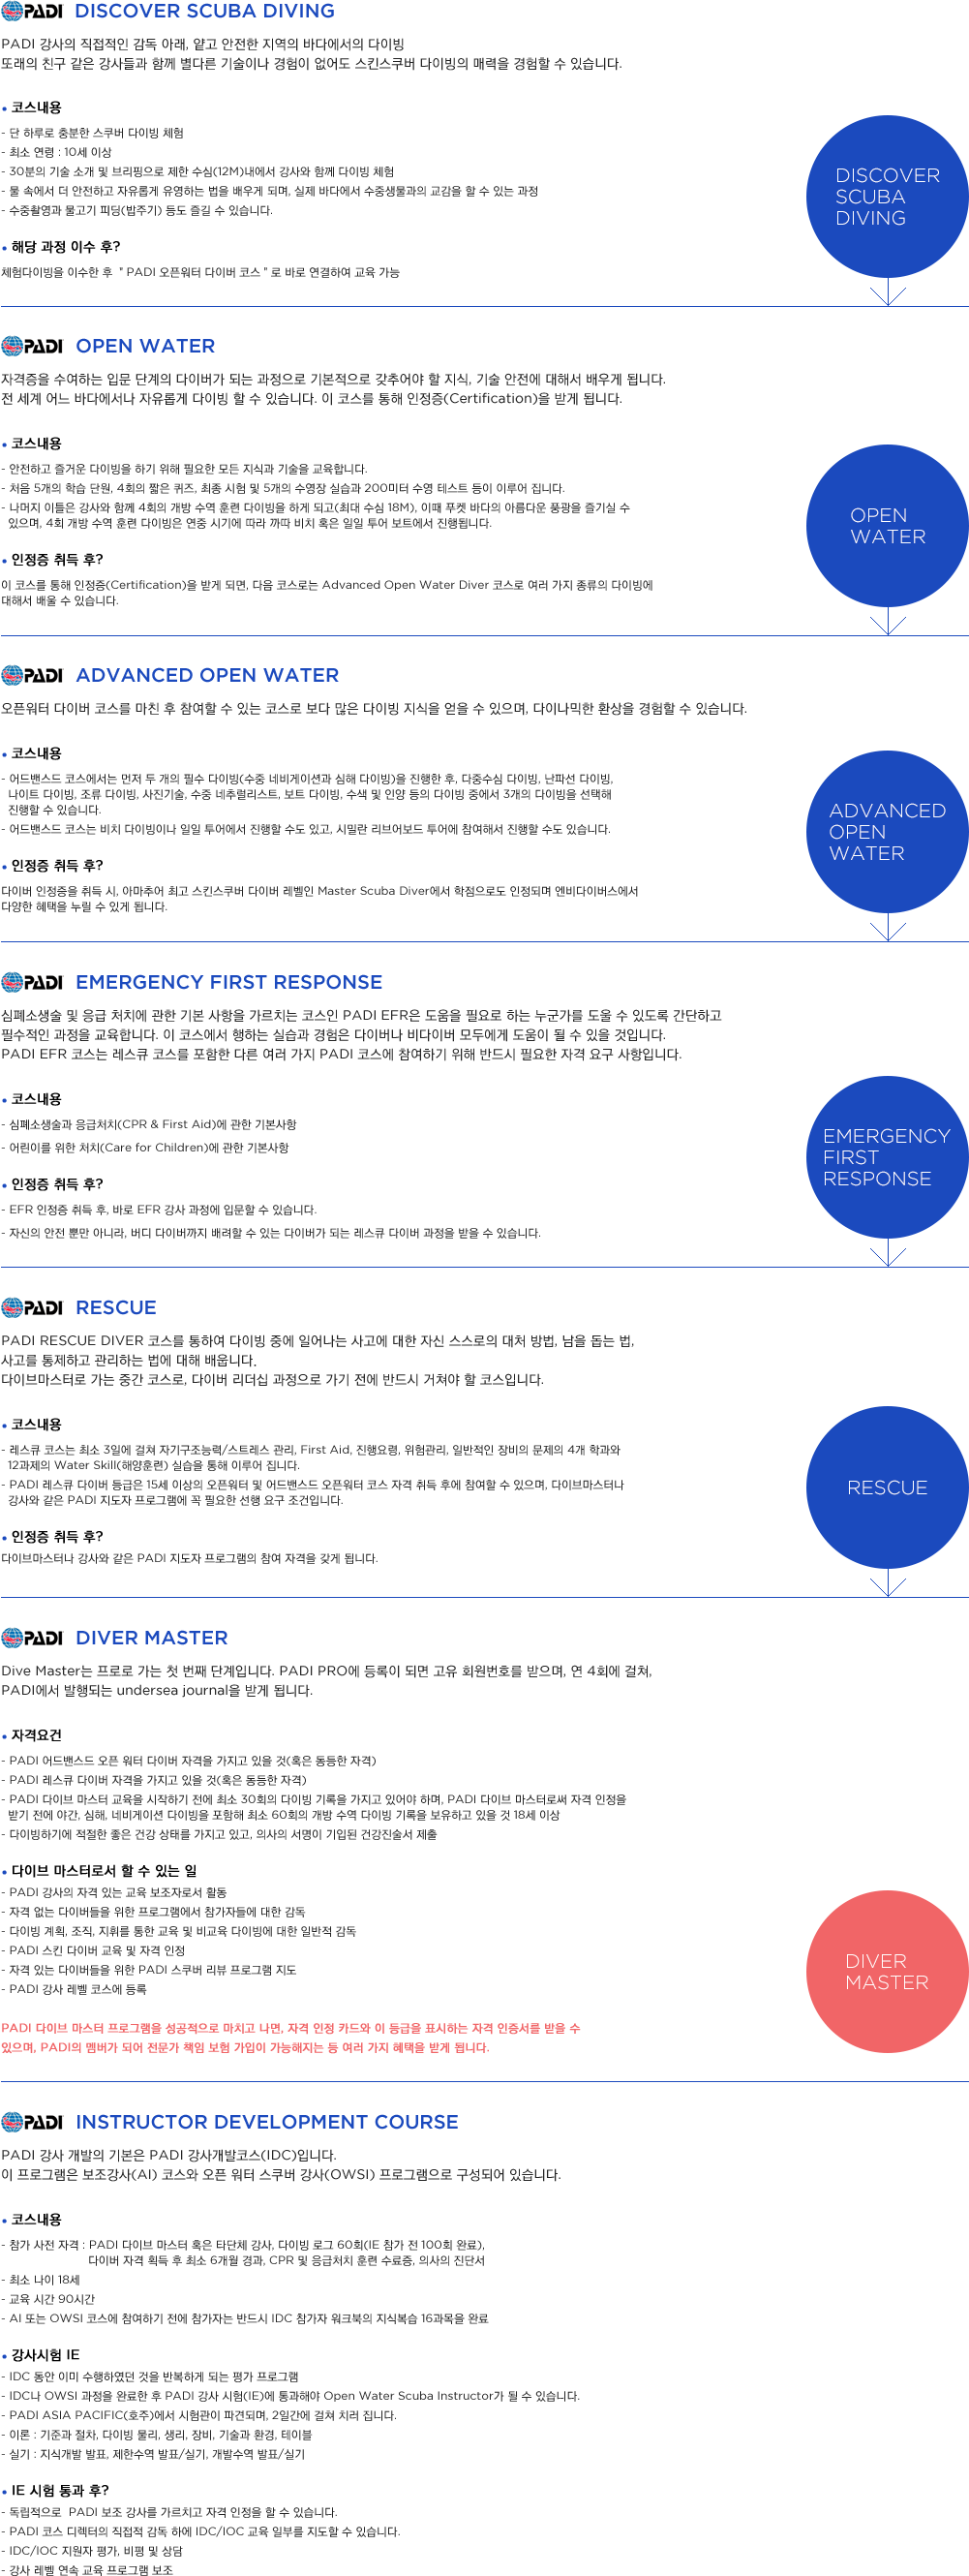 PADI DISCOVER SCUBA DIVING
PADI 강사의 직접적인 감독 아래, 얕고 안전한 지역의 바다에서의 다이빙
또래의 친구 같은 강사들과 함께 별다른 기술이나 경험이 없어도 스킨스쿠버 다이빙의 매력을 경험할 수 있습니다.
• 코스내용
- 단 하루로 충분한 스쿠버 다이빙 체험
- 최소 연령 : 10세 이상
- 30분의 기술 소개 및 브리핑으로 제한 수심(12M)내에서 강사와 함께 다이빙 체험
- 물 속에서 더 안전하고 자유롭게 유영하는 법을 배우게 되며, 실제 바다에서 수중생물과의 교감을 할 수 있는 과정
- 수중촬영과 물고기 피딩(밥주기) 등도 즐길 수 있습니다.
DISCOVER
SCUBA
DIVING
• 해당 과정 이수 후?
체험다이빙을 이수한 후 " PADI 오픈워터 다이버 코스 " 로 바로 연결하여 교육 가능
PADI OPEN WATER
자격증을 수여하는 입문 단계의 다이버가 되는 과정으로 기본적으로 갖추어야 할 지식, 기술 안전에 대해서 배우게 됩니다.
전 세계 어느 바다에서나 자유롭게 다이빙 할 수 있습니다. 이 코스를 통해 인정증(Certification)을 받게 됩니다.
• 코스내용
- 안전하고 즐거운 다이빙을 하기 위해 필요한 모든 지식과 기술을 교육합니다.
- 처음 5개의 학습 단원, 4회의 짧은 퀴즈, 최종 시험 및 5개의 수영장 실습과 200미터 수영 테스트 등이 이루어 집니다.
- 나머지 이틀은 강사와 함께 4회의 개방 수역 훈련 다이빙을 하게 되고(최대 수심 18M), 이때 푸켓 바다의 아름다운 풍광을 즐기실 수
있으며, 4회 개방 수역 훈련 다이빙은 연중 시기에 따라 까따 비치 혹은 일일 투어 보트에서 진행됩니다.
OPEN
WATER
• 인정증 취득 후?
이 코스를 통해 인정증(Certification)을 받게 되면, 다음 코스로는 Advanced Open Water Diver 코스로 여러 가지 종류의 다이빙에
대해서 배울 수 있습니다.
PADI ADVANCED OPEN WATER
오픈워터 다이버 코스를 마친 후 참여할 수 있는 코스로 보다 많은 다이빙 지식을 얻을 수 있으며, 다이나믹한 환상을 경험할 수 있습니다.
• 코스내용
- 어드밴스드 코스에서는 먼저 두 개의 필수 다이빙(수중 네비게이션과 심해 다이빙)을 진행한 후, 다중수심 다이빙, 난파선 다이빙,
나이트 다이빙, 조류 다이빙, 사진기술, 수중 네추럴리스트, 보트 다이빙, 수색 및 인양 등의 다이빙 중에서 3개의 다이빙을 선택해
진행할 수 있습니다.
- 어드밴스드 코스는 비치 다이빙이나 일일 투어에서 진행할 수도 있고, 시밀란 리브어보드 투어에 참여해서 진행할 수도 있습니다.
ADVANCED
OPEN
WATER
• 인정증 취득 후?
다이버 인정증을 취득 시, 아마추어 최고 스킨스쿠버 다이버 레벨인 Master Scuba Diver에서 학점으로도 인정되며 엔비다이버스에서
다양한 혜택을 누릴 수 있게 됩니다.
PADI EMERGENCY FIRST RESPONSE
심폐소생술 및 응급 처치에 관한 기본 사항을 가르치는 코스인 PADI EFR은 도움을 필요로 하는 누군가를 도울 수 있도록 간단하고
필수적인 과정을 교육합니다. 이 코스에서 행하는 실습과 경험은 다이버나 비다이버 모두에게 도움이 될 수 있을 것입니다.
PADI EFR 코스는 레스큐 코스를 포함한 다른 여러 가지 PADI 코스에 참여하기 위해 반드시 필요한 자격 요구 사항입니다.
• 코스내용
- 심폐소생술과 응급처치(CPR & First Aid)에 관한 기본사항
- 어린이를 위한 처치(Care for Children)에 관한 기본사항
EMERGENCY
FIRST
RESPONSE
• 인정증 취득 후?
- EFR 인정증 취득 후, 바로 EFR 강사 과정에 입문할 수 있습니다.
- 자신의 안전 뿐만 아니라, 버디 다이버까지 배려할 수 있는 다이버가 되는 레스큐 다이버 과정을 받을 수 있습니다.
PADI RESCUE
PADI RESCUE DIVER 코스를 통하여 다이빙 중에 일어나는 사고에 대한 자신 스스로의 대처 방법, 남을 돕는 법,
사고를 통제하고 관리하는 법에 대해 배웁니다.
다이브마스터로 가는 중간 코스로, 다이버 리더십 과정으로 가기 전에 반드시 거쳐야 할 코스입니다.
• 코스내용
- 레스큐 코스는 최소 3일에 걸쳐 자기구조능력/스트레스 관리, First Aid, 진행요령, 위험관리, 일반적인 장비의 문제의 4개 학과와
12과제의 Water Skill(해양훈련) 실습을 통해 이루어 집니다.
- PADI 레스큐 다이버 등급은 15세 이상의 오픈워터 및 어드밴스드 오픈워터 코스 자격 취득 후에 참여할 수 있으며, 다이브마스터나
강사와 같은 PADI 지도자 프로그램에 꼭 필요한 선행 요구 조건입니다.
RESCUE
• 인정증 취득 후?
다이브마스터나 강사와 같은 PADI 지도자 프로그램의 참여 자격을 갖게 됩니다.
PADI DIVER MASTER
Dive Master는 프로로 가는 첫 번째 단계입니다. PADI PRO에 등록이 되면 고유 회원번호를 받으며, 연 4회에 걸쳐,
PADI에서 발행되는 undersea journal을 받게 됩니다.
• 자격요건
- PADI 어드밴스드 오픈 워터 다이버 자격을 가지고 있을 것(혹은 동등한 자격)
- PADI 레스큐 다이버 자격을 가지고 있을 것(혹은 동등한 자격)
- PADI 다이브 마스터 교육을 시작하기 전에 최소 30회의 다이빙 기록을 가지고 있어야 하며, PADI 다이브 마스터로써 자격 인정을
받기 전에 야간, 심해, 네비게이션 다이빙을 포함해 최소 60회의 개방 수역 다이빙 기록을 보유하고 있을 것 18세 이상
- 다이빙하기에 적절한 좋은 건강 상태를 가지고 있고, 의사의 서명이 기입된 건강진술서 제출
• 다이브 마스터로서 할 수 있는 일
- PADI 강사의 자격 있는 교육 보조자로서 활동
- 자격 없는 다이버들을 위한 프로그램에서 참가자들에 대한 감독
- 다이빙 계획, 조직, 지휘를 통한 교육 및 비교육 다이빙에 대한 일반적 감독
- PADI 스킨 다이버 교육 및 자격 인정
- 자격 있는 다이버들을 위한 PADI 스쿠버 리뷰 프로그램 지도
- PADI 강사 레벨 코스에 등록
DIVER
MASTER
PADI 다이브 마스터 프로그램을 성공적으로 마치고 나면, 자격 인정 카드와 이 등급을 표시하는 자격 인증서를 받을 수
있으며, PADI의 멤버가 되어 전문가 책임 보험 가입이 가능해지는 등 여러 가지 혜택을 받게 됩니다.
PADI INSTRUCTOR DEVELOPMENT COURSE
PADI 강사 개발의 기본은 PADI 강사개발코스(IDC)입니다.
이 프로그램은 보조강사(AI) 코스와 오픈 워터 스쿠버 강사(OWSI) 프로그램으로 구성되어 있습니다.
• 코스내용
- 참가 사전 자격 : PADI 다이브 마스터 혹은 타단체 강사, 다이빙 로그 60회(IE 참가 전 100회 완료),
다이버 자격 획득 후 최소 6개월 경과, CPR 및 응급처치 훈련 수료증, 의사의 진단서
- 최소 나이 18세
- 교육 시간 90시간
- AI 또는 OWSI 코스에 참여하기 전에 참가자는 반드시 IDC 참가자 워크북의 지식복습 16과목을 완료
• 강사시험 IE
- IDC 동안 이미 수행하였던 것을 반복하게 되는 평가 프로그램
- IDC나 OWSI 과정을 완료한 후 PADI 강사 시험(IE)에 통과해야 Open Water Scuba Instructor가 될 수 있습니다.
- PADI ASIA PACIFIC(호주)에서 시험관이 파견되며, 2일간에 걸쳐 치러 집니다.
- 이론 : 기준과 절차, 다이빙 물리, 생리, 장비, 기술과 환경, 테이블
- 실기 : 지식개발 발표, 제한수역 발표/실기, 개발수역 발표/실기
• IE 시험 통과 후?
- 독립적으로 PADI 보조 강사를 가르치고 자격 인정을 할 수 있습니다.
- PADI 코스 디렉터의 직접적 감독 하에 IDC/IOC 교육 일부를 지도할 수 있습니다.
- IDC/IOC 지원자 평가, 비평 및 상담
- 강사 레벨 연속 교육 프로그램 보조